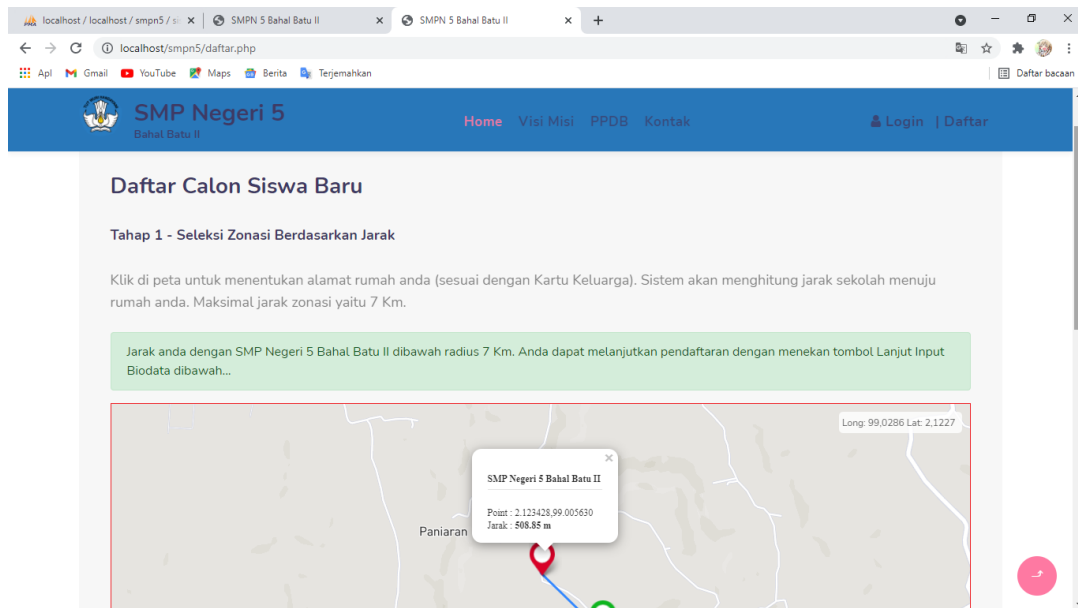 localhost / localhost / smpn5 / si
SMPN 5 Bahal Batu II
SMPN 5 Bahal Batu II
localhost/smpn5/daftar.php
Apl
Gmail
YouTube
Maps
Berita
Terjemahkan
Daftar bacaan
SMP Negeri 5
Bahal Batu II
Home Visi Misi PPDB Kontak
Login | Daftar
Daftar Calon Siswa Baru
Tahap 1 - Seleksi Zonasi Berdasarkan Jarak
Klik di peta untuk menentukan alamat rumah anda (sesuai dengan Kartu Keluarga). Sistem akan menghitung jarak sekolah menuju
rumah anda. Maksimal jarak zonasi yaitu 7 Km.
Jarak anda dengan SMP Negeri 5 Bahal Batu II dibawah radius 7 Km. Anda dapat melanjutkan pendaftaran dengan menekan tombol Lanjut Input
Biodata dibawah...
Long: 99,0286 Lat: 2,1227
SMP Negeri 5 Bahal Batu II
Point : 2.123428,99.005630
Jarak : 508.85 m
Paniaran